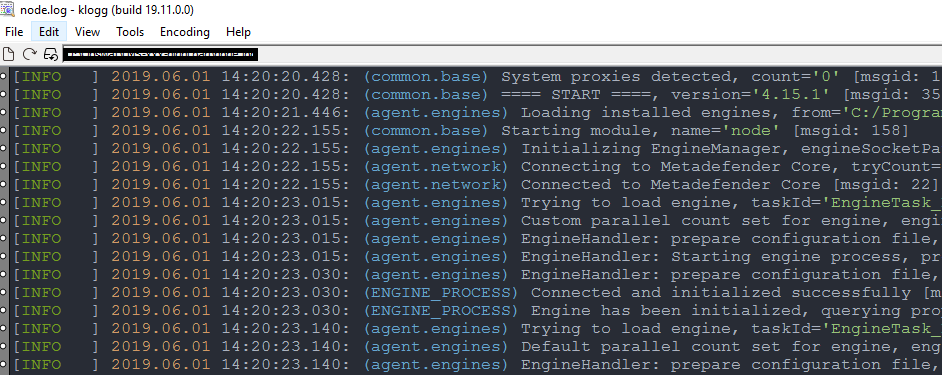 node.log - klogg (build 19.11.0.0)
File Edit View Tools Encoding Help
[INFO ] 2019.06.01 14:20:20.428: (common.base) System proxies detected, count='0' [msgid: 1
[INFO ] 2019.06.01 14:20:20.428: (common.base) ==== START ====, version='4.15.1' [msgid: 35
[INFO ] 2019.06.01 14:20:21.446: (agent.engines) Loading installed engines, from='C:/Progra
[INFO ] 2019.06.01 14:20:22.155: (common.base) Starting module, name='node' [msgid: 158]
[INFO ] 2019.06.01 14:20:22.155: (agent.engines) Initializing EngineManager, engineSocketPa
[INFO ] 2019.06.01 14:20:22.155: (agent.network) Connecting to Metadefender Core, tryCount=
[INFO ] 2019.06.01 14:20:22.155: (agent.network) Connected to Metadefender Core [msgid: 22]
[INFO ] 2019.06.01 14:20:23.015: (agent.engines) Trying to load engine, taskId='EngineTask_
[INFO ] 2019.06.01 14:20:23.015: (agent.engines) Custom parallel count set for engine, engi
[INFO ] 2019.06.01 14:20:23.015: (agent.engines) EngineHandler: prepare configuration file,
[INFO ] 2019.06.01 14:20:23.015: (agent.engines) EngineHandler: Starting engine process, pr
[INFO ] 2019.06.01 14:20:23.030: (agent.engines) EngineHandler: prepare configuration file,
[INFO ] 2019.06.01 14:20:23.030: (ENGINE_PROCESS) Connected and initialized successfully [m
[INFO ] 2019.06.01 14:20:23.030: (ENGINE_PROCESS) Engine has been initialized, querying pro
[INFO ] 2019.06.01 14:20:23.140: (agent.engines) Trying to load engine, taskId='EngineTask_
[INFO ] 2019.06.01 14:20:23.140: (agent.engines) Default parallel count set for engine, eng
[INFO ] 2019.06.01 14:20:23.140: (agent.engines) EngineHandler: prepare configuration file,